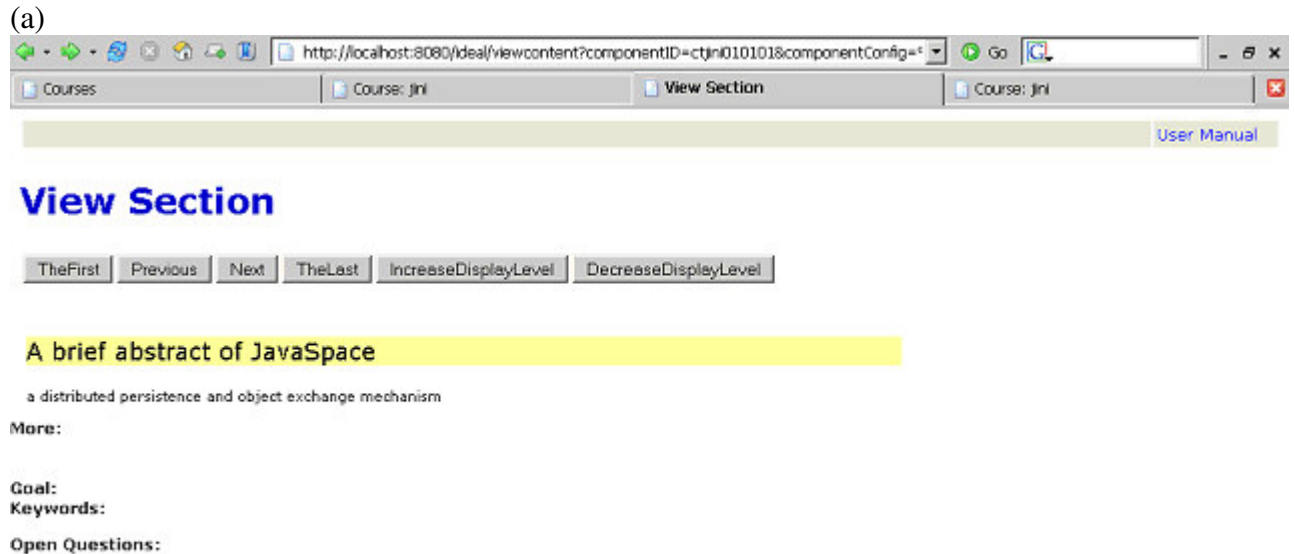 (a)
http://localhost:8080/ideal/viewcontent?componentID=ctjini010101&componentConfig= Go
Courses Course: jini View Section Course: jini
User Manual
View Section
TheFirst Previous Next TheLast IncreaseDisplayLevel DecreaseDisplayLevel
A brief abstract of JavaSpace
a distributed persistence and object exchange mechanism
More:
Goal:
Keywords:
Open Questions: